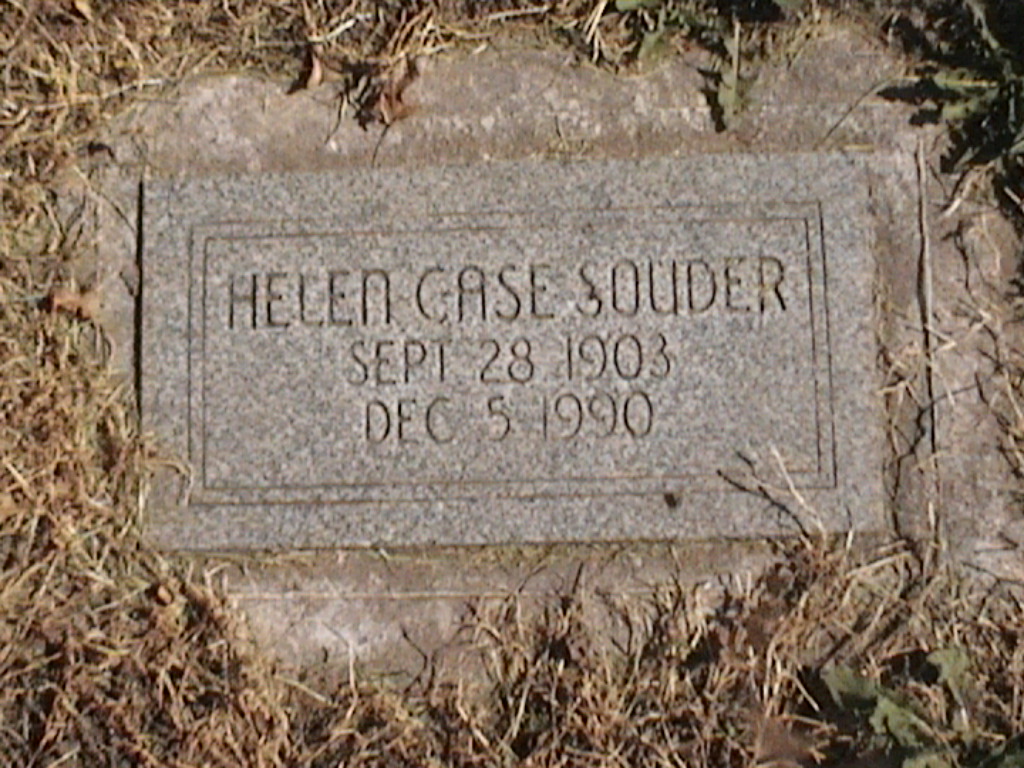 HELEN CASE SOUDER
SEPT 28 1903
DEC 5 1990